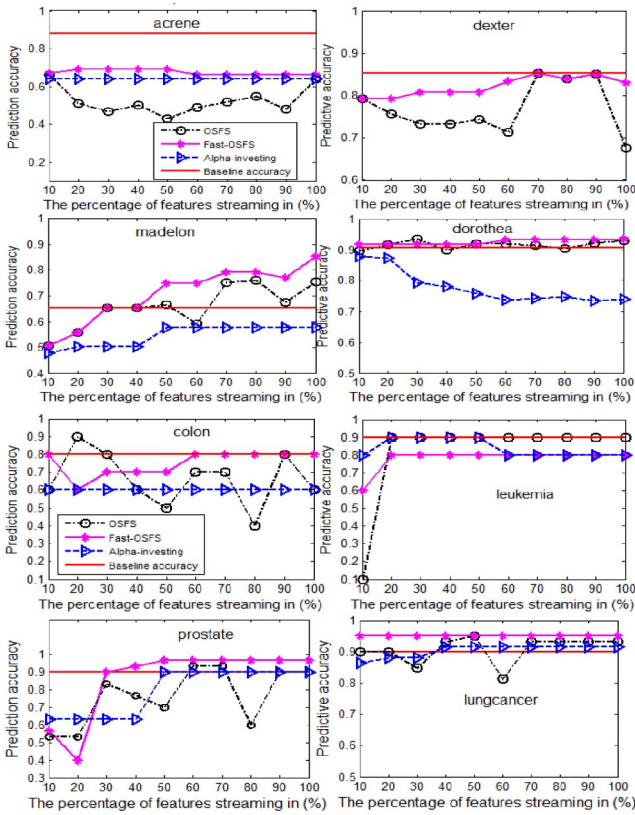 acrene
Prediction accuracy
1
0.8
0.6
0.4
0.2
OSFS
Fast-OSFS
Alpha-investing
Baseline accuracy
10 20 30 40 50 60 70 80 90 100
The percentage of features streaming in (%)
dexter
Predictive accuracy
1
0.9
0.8
0.7
0.6
10 20 30 40 50 60 70 80 90 100
The percentage of features streaming in (%)
madelon
Prediction accuracy
1
0.9
0.8
0.7
0.6
0.5
0.4
10 20 30 40 50 60 70 80 90 100
The percentage of features streaming in (%)
dorothea
Predictive accuracy
1
0.9
0.8
0.7
0.6
0.5
10 20 30 40 50 60 70 80 90 100
The percentage of features streaming in (%)
colon
Prediction accuracy
1
0.9
0.8
0.7
0.6
0.5
0.4
0.3
0.2
0.1
OSFS
Fast-OSFS
Alpha-investing
Baseline accuracy
10 20 30 40 50 60 70 80 90 100
The percentage of features streaming in (%)
leukemia
Predictive accuracy
1
0.9
0.8
0.7
0.6
0.5
0.4
0.3
0.2
0.1
10 20 30 40 50 60 70 80 90 100
The percentage of features streaming in (%)
prostate
Prediction accuracy
1
0.9
0.8
0.7
0.6
0.5
0.4
0.3
10 20 30 40 50 60 70 80 90 100
The percentage of features streaming in (%)
lungcancer
Predictive accuracy
1
0.9
0.8
0.7
0.6
0.5
10 20 30 40 50 60 70 80 90 100
The percentage of features streaming in (%)